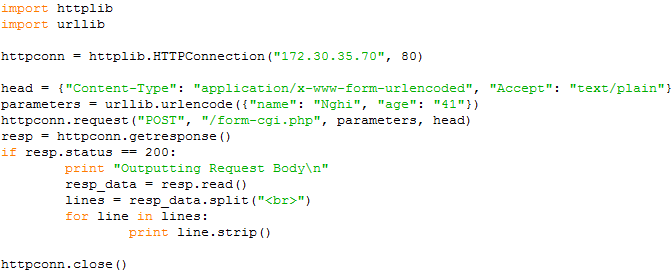 import httplib
import urllib

httpconn = httplib.HTTPConnection("172.30.35.70", 80)

head = {"Content-Type": "application/x-www-form-urlencoded", "Accept": "text/plain"}
parameters = urllib.urlencode({"name": "Nghi", "age": "41"})
httpconn.request("POST", "/form-cgi.php", parameters, head)
resp = httpconn.getresponse()
if resp.status == 200:
        print "Outputting Request Body\n"
        resp_data = resp.read()
        lines = resp_data.split("<br>")
        for line in lines:
                print line.strip()

httpconn.close()